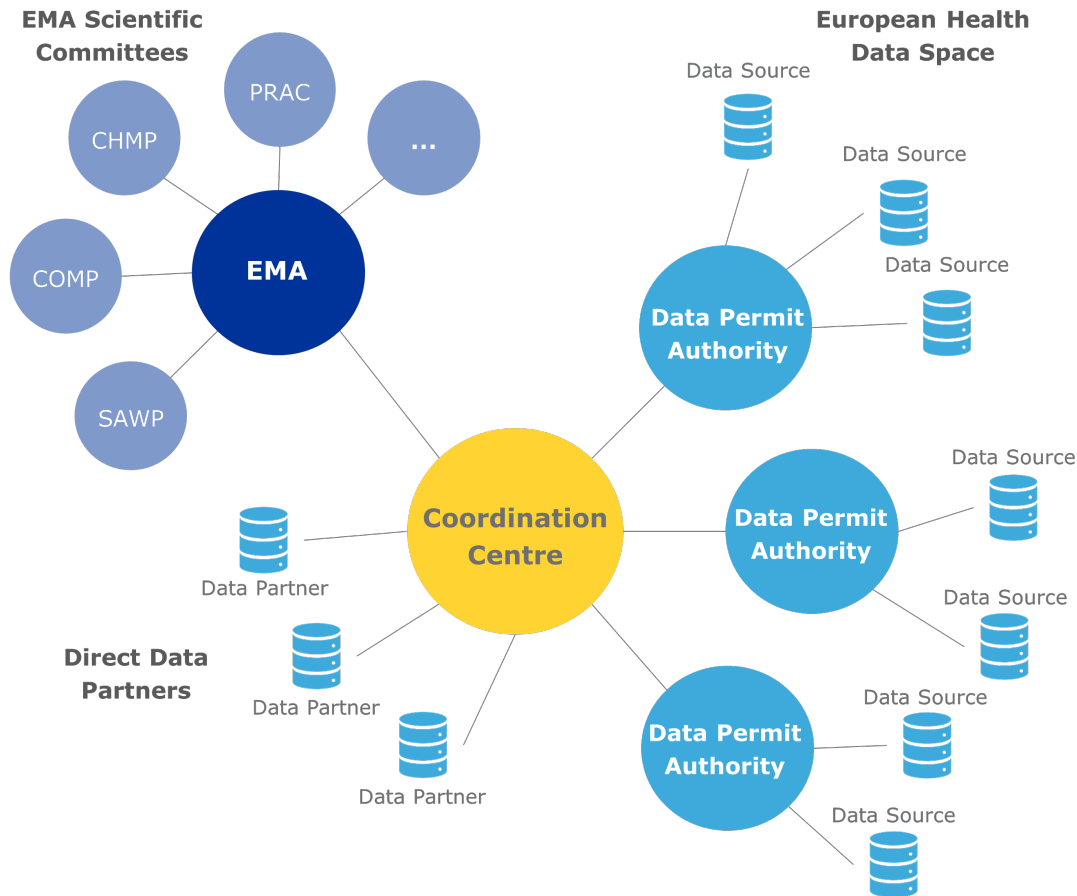 EMA Scientific
Committees
PRAC
CHMP
...
COMP
EMA
SAWP
European Health
Data Space
Data Source
Data Source
Data Source
Data Permit
Authority
Coordination
Centre
Data Permit
Authority
Data Source
Data Source
Data Permit
Authority
Data Source
Data Source
Data Partner
Direct Data
Partners
Data Partner
Data Partner